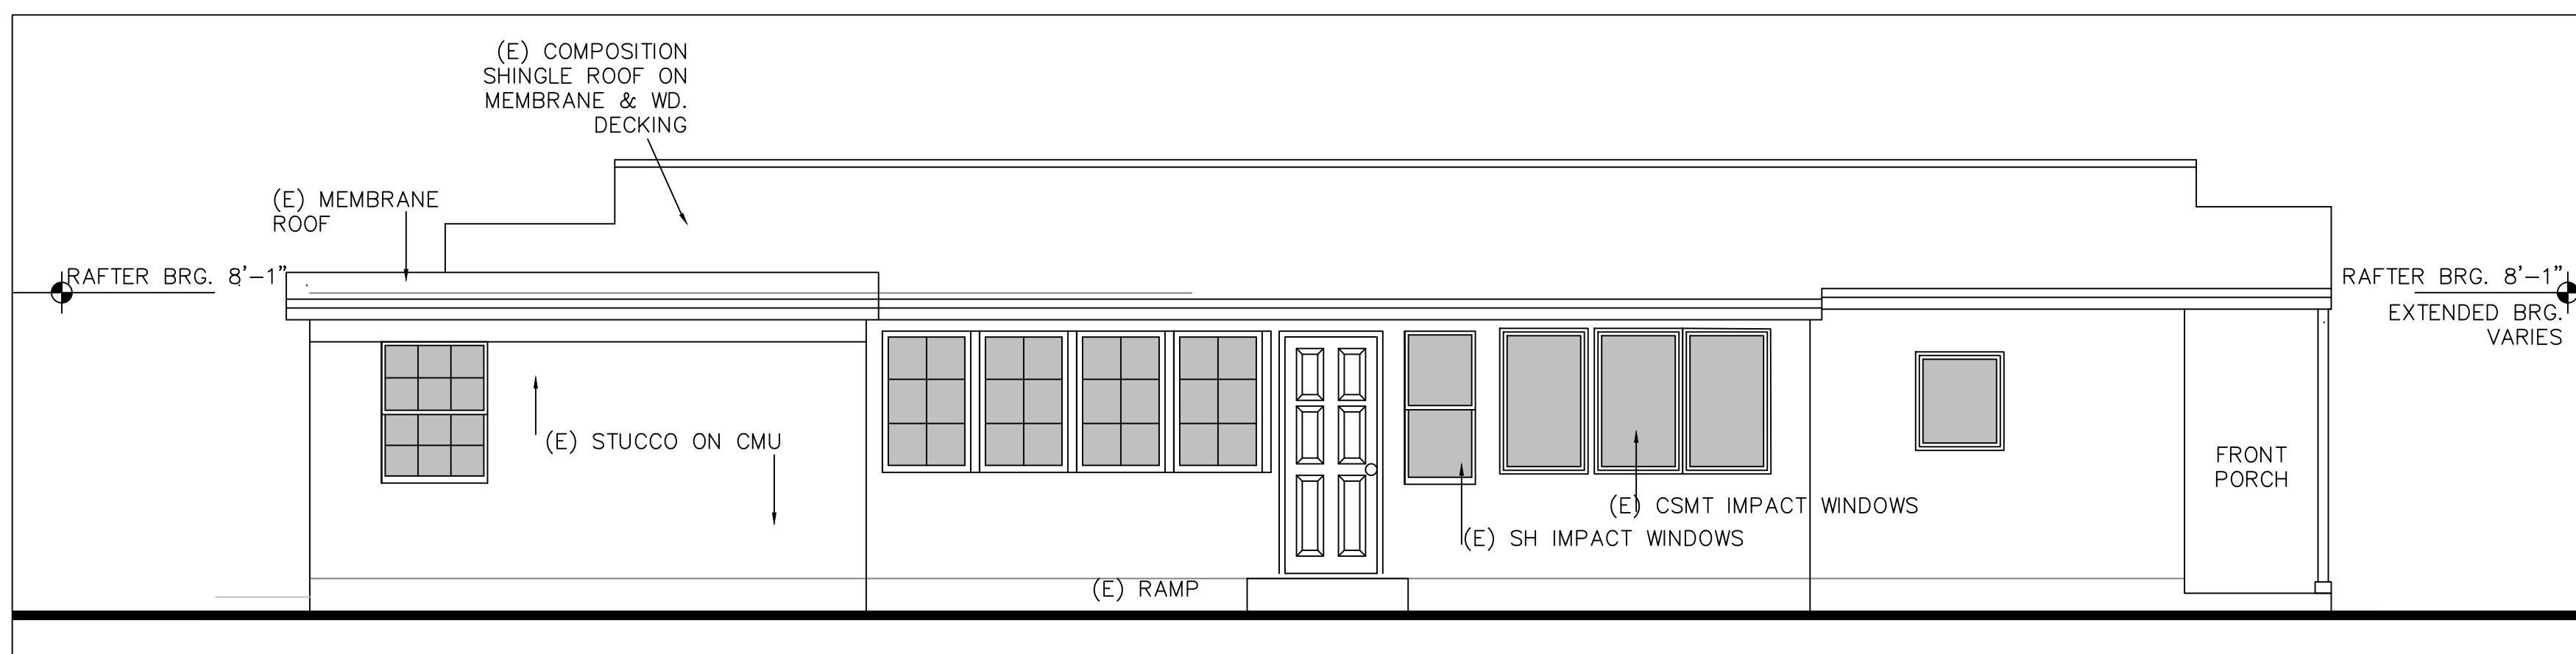 (E) COMPOSITION
SHINGLE ROOF ON
MEMBRANE & WD.
DECKING
(E) MEMBRANE
ROOF
RAFTER BRG. 8'-1"
RAFTER BRG. 8'-1"
EXTENDED BRG.
VARIES
(E) STUCCO ON CMU
FRONT
PORCH
(E) CSMT IMPACT WINDOWS
(E) SH IMPACT WINDOWS
(E) RAMP